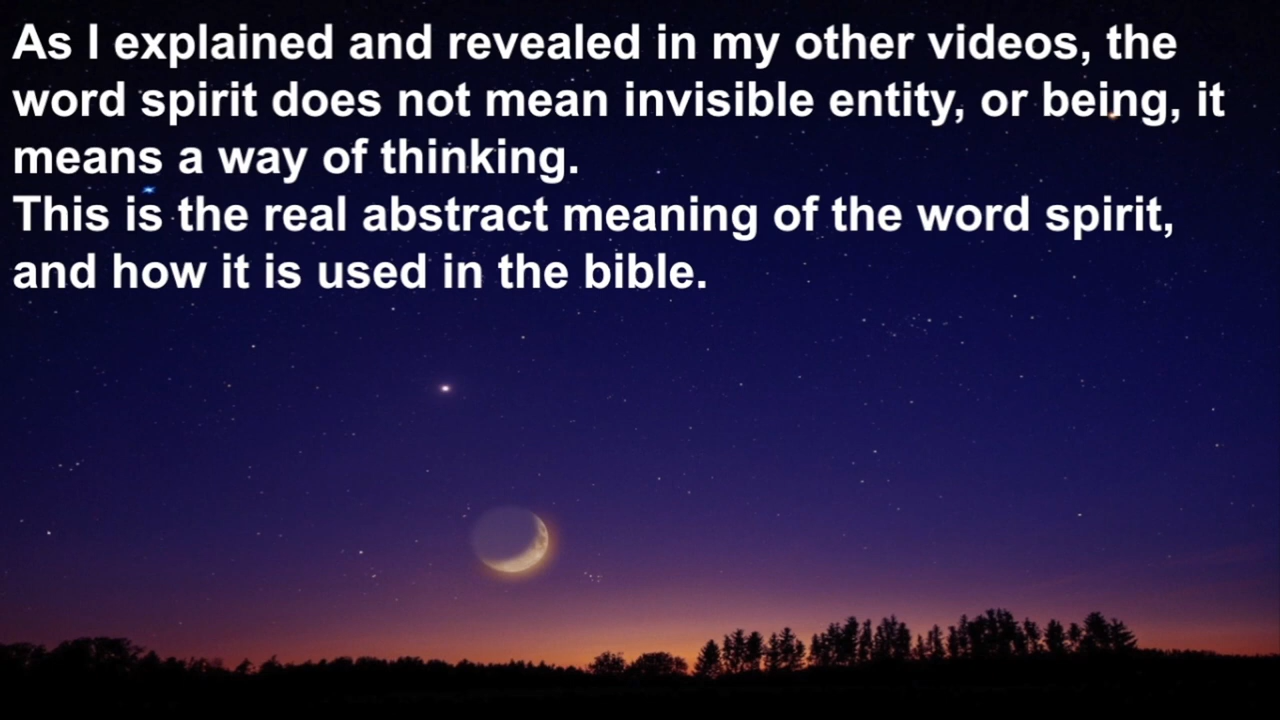 As I explained and revealed in my other videos, the
word spirit does not mean invisible entity, or being, it
means a way of thinking.
This is the real abstract meaning of the word spirit,
and how it is used in the bible.